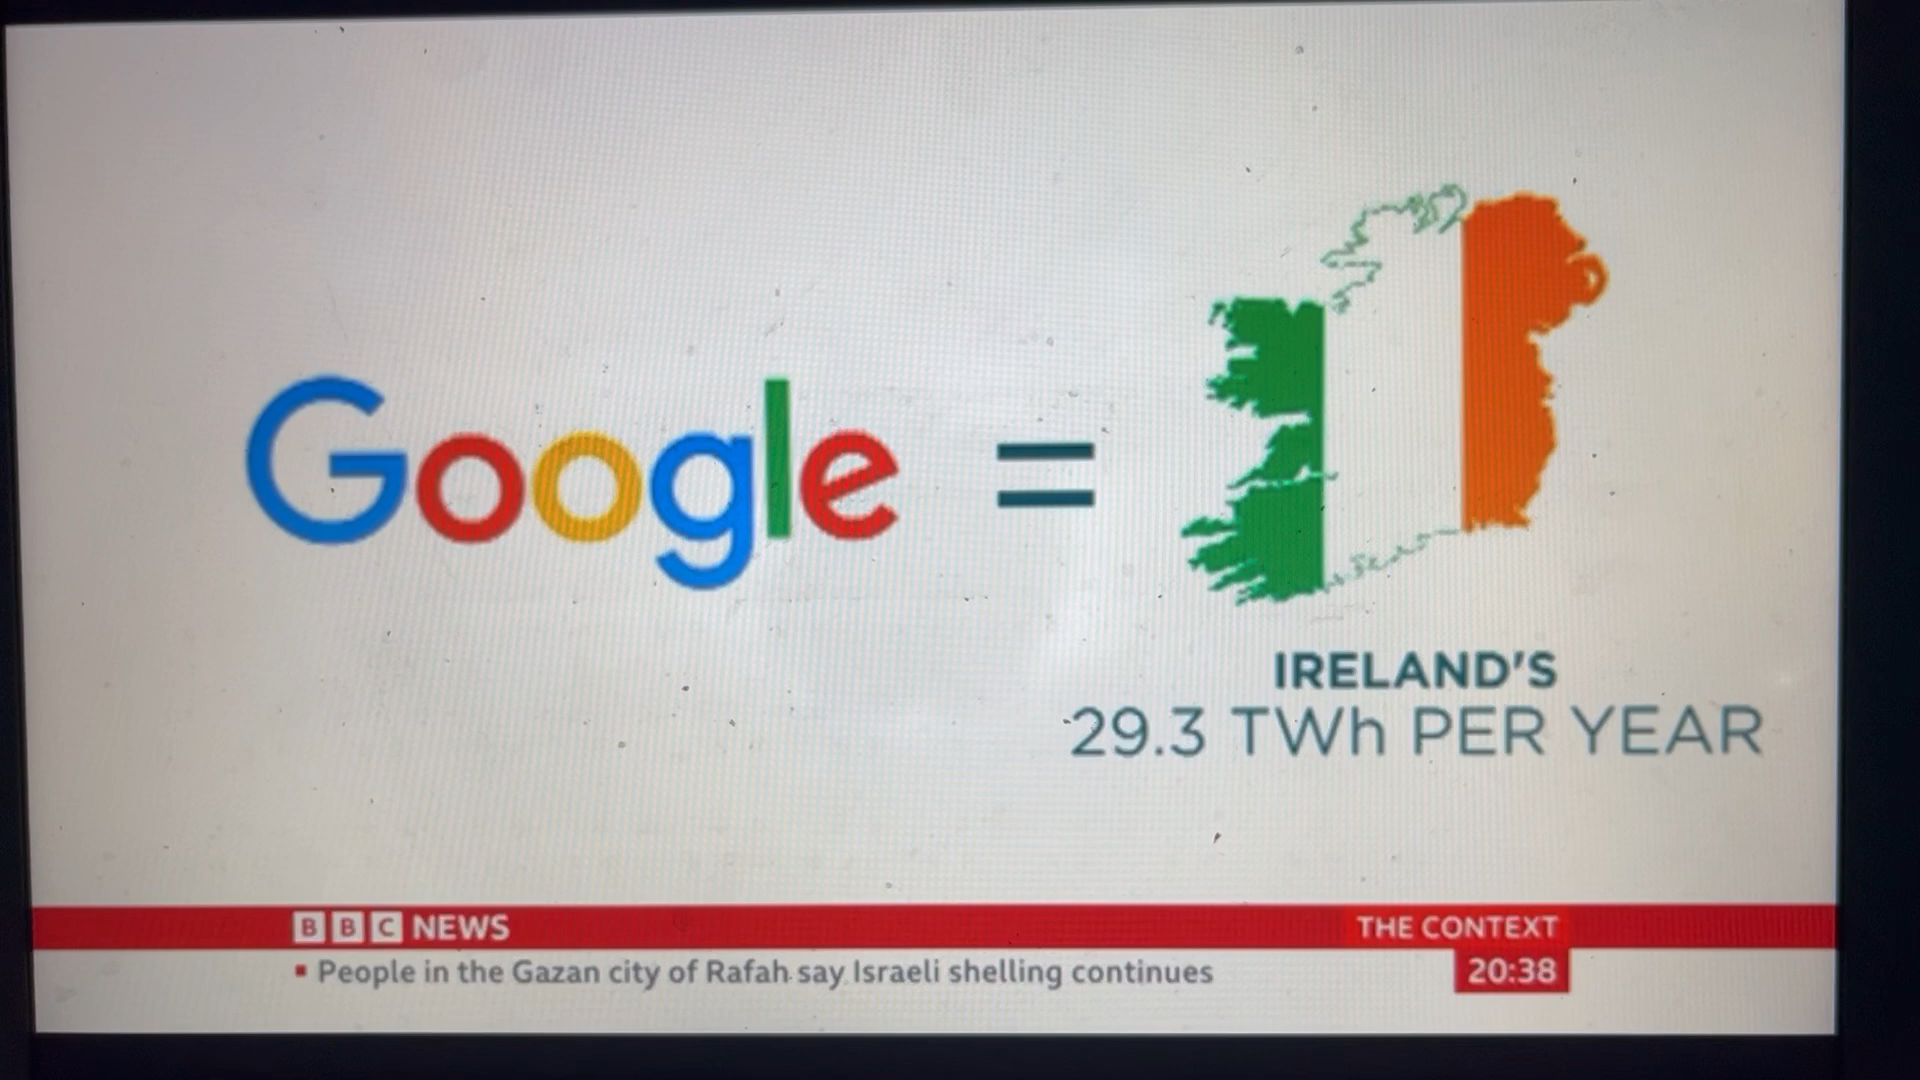 Google =
IRELAND'S
29.3 TWh PER YEAR
BBC NEWS
THE CONTEXT
People in the Gazan city of Rafah say Israeli shelling continues
20:38